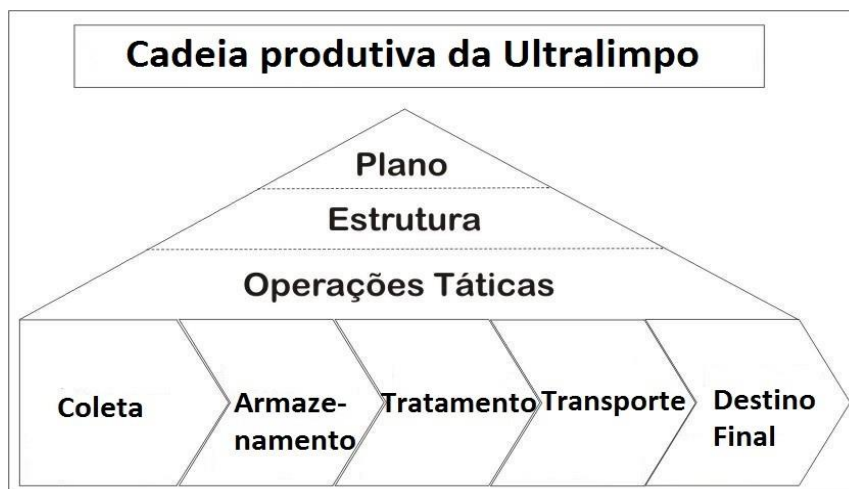 Cadeia produtiva da Ultralimpo
Plano
Estrutura
Operações Táticas
Coleta
Armaze-
namento
Tratamento
Transporte
Destino
Final